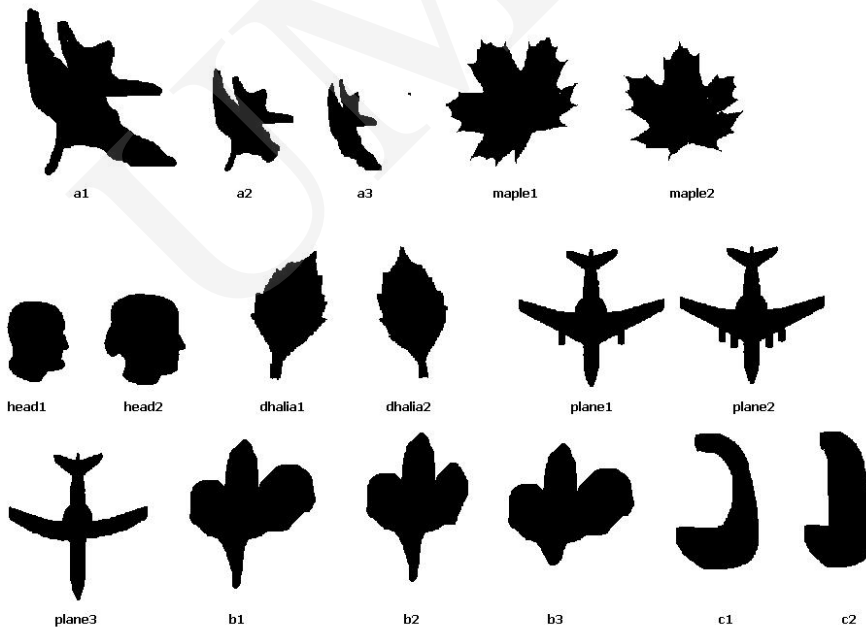 a1 a2 a3 maple1 maple2
head1 head2 dhalia1 dhalia2 plane1 plane2
plane3 b1 b2 b3 c1 c2